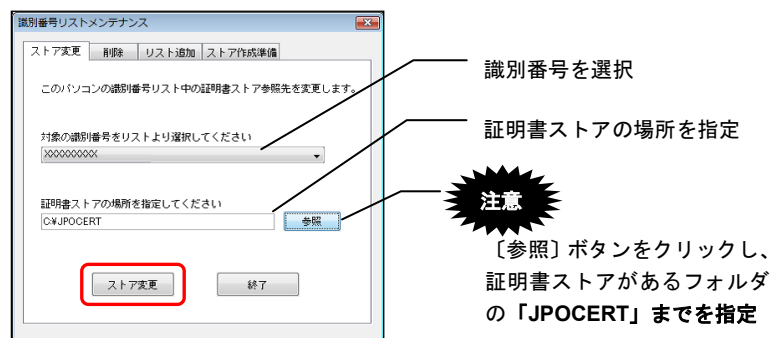 識別番号リストメンテナンス
ストア変更 削除 リスト追加 ストア作成準備
このパソコンの識別番号リスト中の証明書ストア参照先を変更します。
対象の識別番号をリストより選択してください
XXXXXXXXX
証明書ストアの場所を指定してください
C:¥JPOCERT 参照
ストア変更 終了
識別番号を選択
証明書ストアの場所を指定
注意
〔参照〕ボタンをクリックし、
証明書ストアがあるフォルダ
の「JPOCERT」までを指定